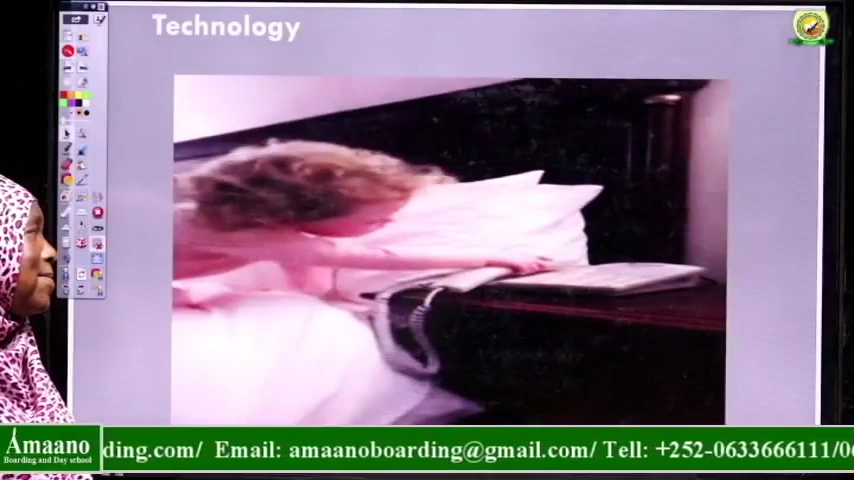 Technology
Amaano
Boarding and Day school
ding.com/ Email: amaanoboarding@gmail.com/ Tell: +252-0633666111/0